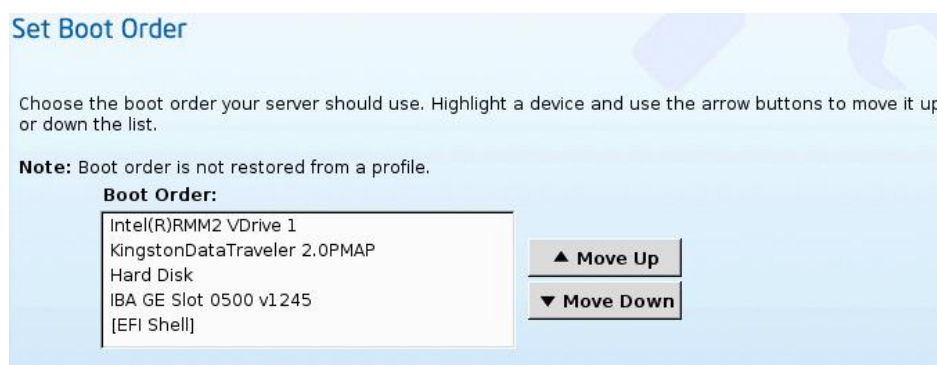 Set Boot Order
Choose the boot order your server should use. Highlight a device and use the arrow buttons to move it up
or down the list.
Note: Boot order is not restored from a profile.
Boot Order:
Intel(R)RMM2 VDrive 1
KingstonDataTraveler 2.0PMAP
Hard Disk
IBA GE Slot 0500 v1245
[EFI Shell]
▲ Move Up
▼ Move Down